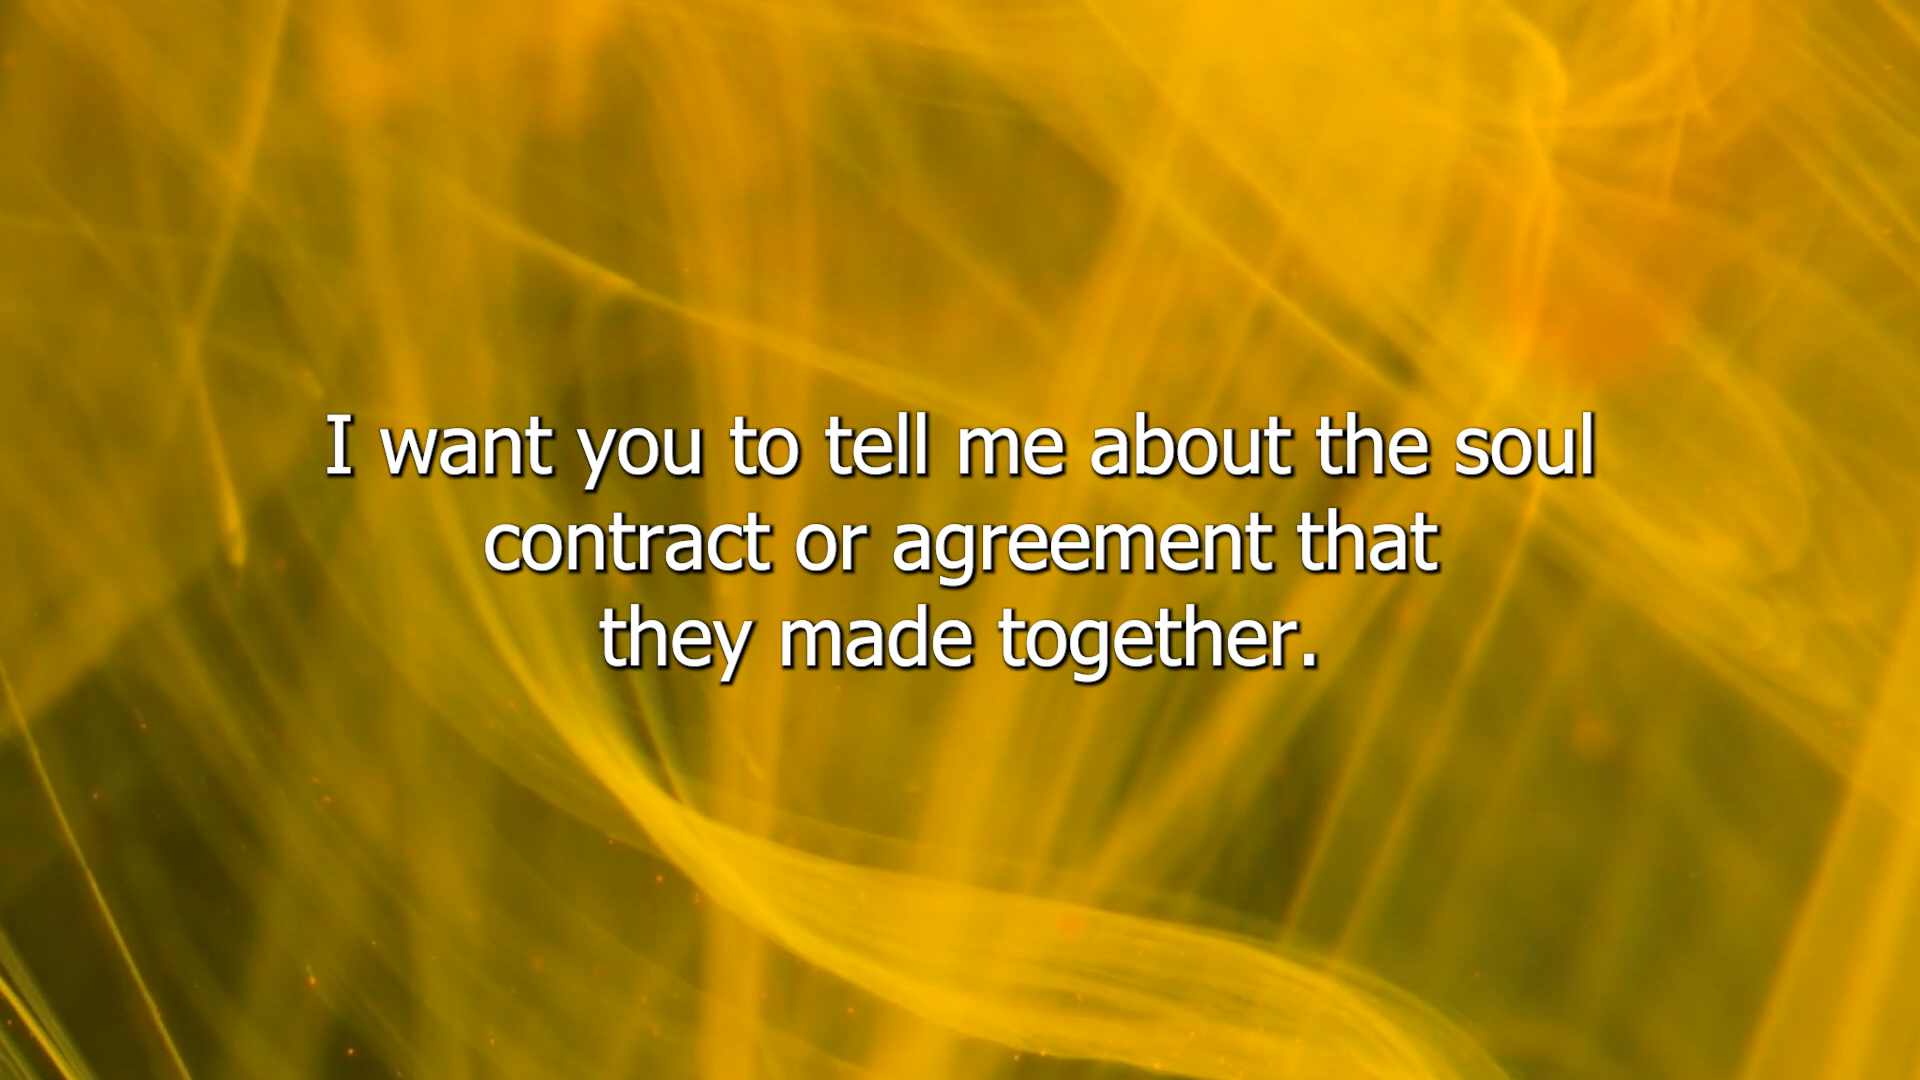 I want you to tell me about the soul
contract or agreement that
they made together.